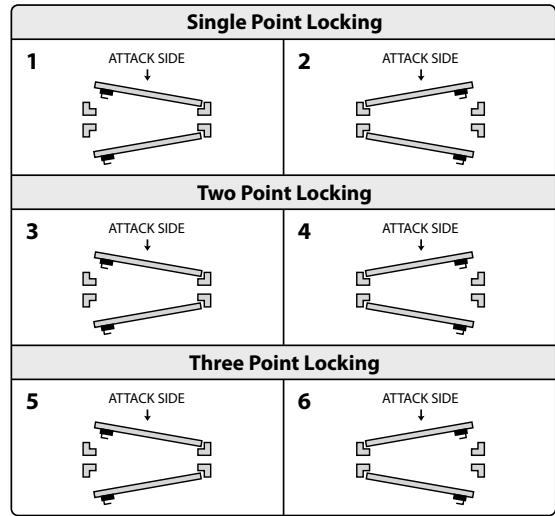 Single Point Locking
1 ATTACK SIDE
2 ATTACK SIDE
Two Point Locking
3 ATTACK SIDE
4 ATTACK SIDE
Three Point Locking
5 ATTACK SIDE
6 ATTACK SIDE